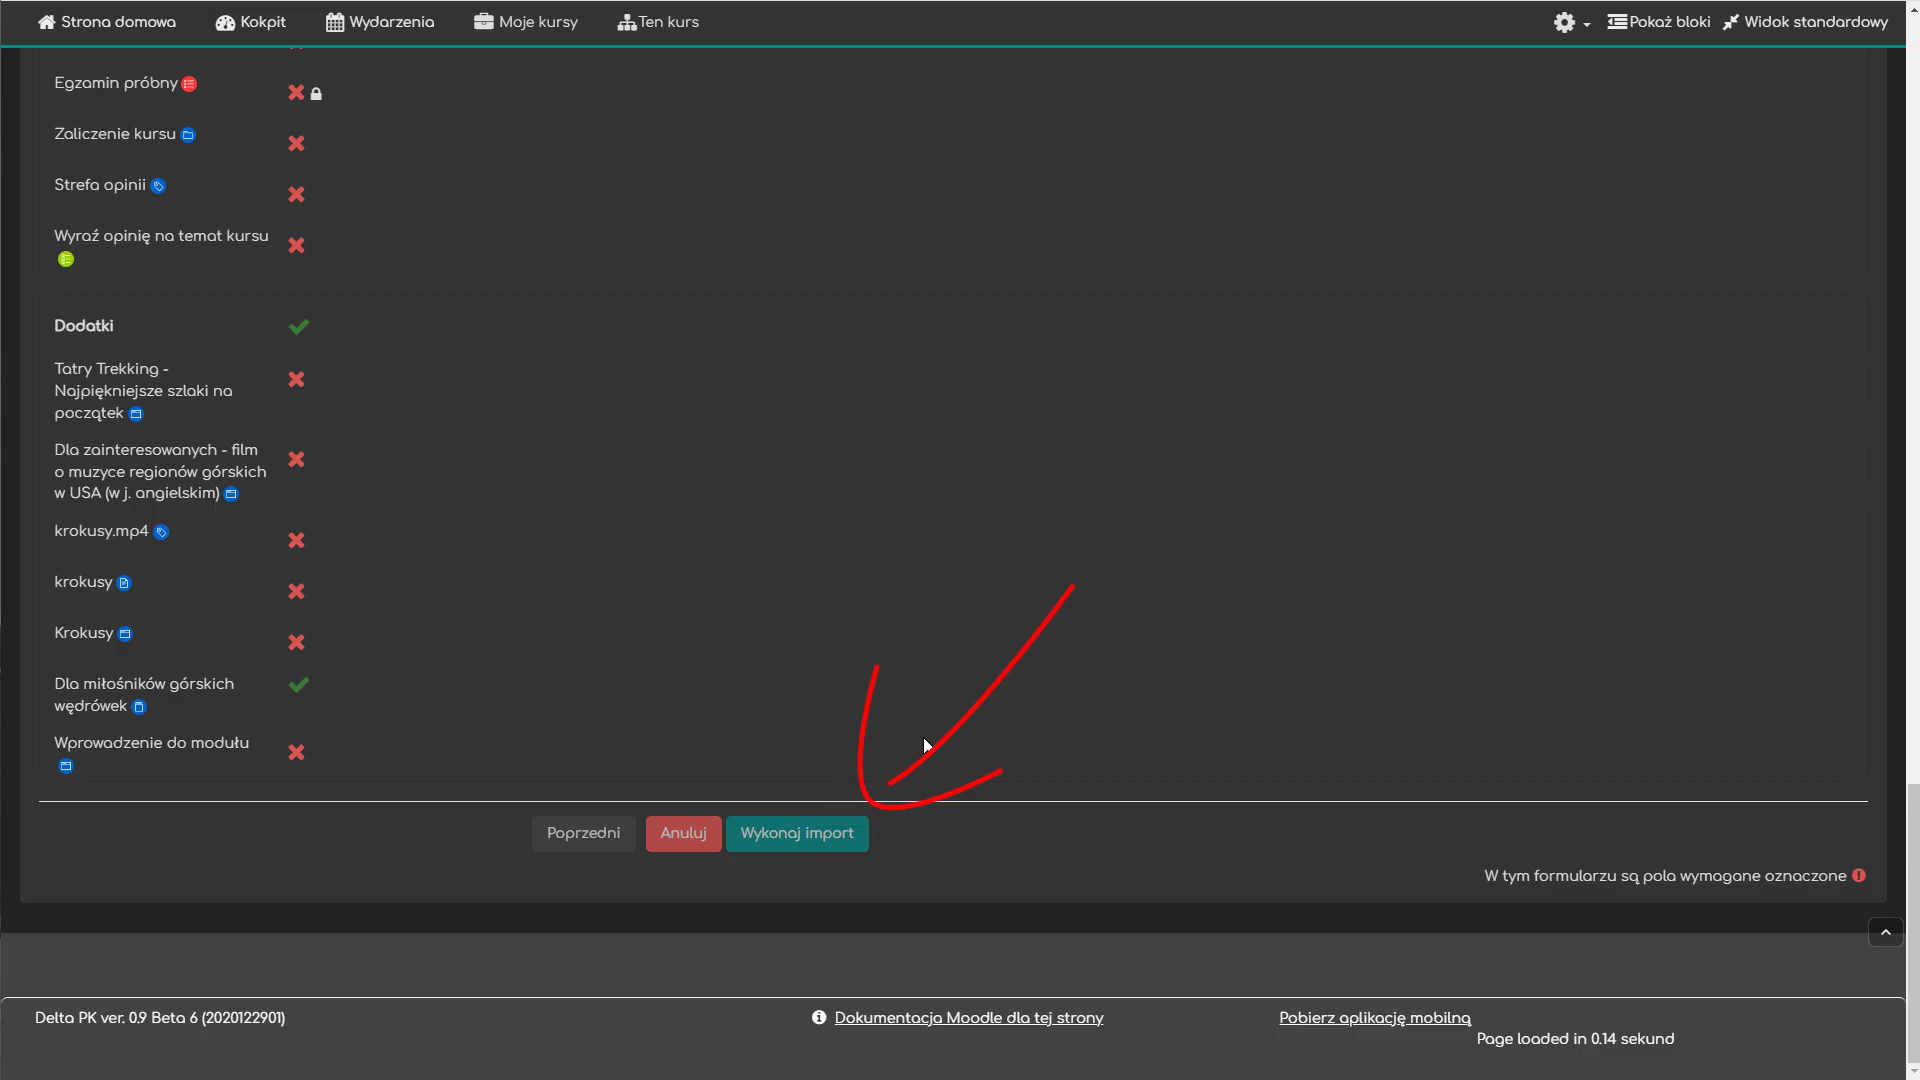 Strona domowa
Kokpit
Wydarzenia
Moje kursy
Ten kurs
Pokaż bloki
Widok standardowy
Egzamin próbny
Zaliczenie kursu
Strefa opinii
Wyraź opinię na temat kursu
Dodatki
Tatry Trekking -
Najpiękniejsze szlaki na
początek
Dla zainteresowanych - film
o muzyce regionów górskich
w USA (w j. angielskim)
krokusy.mp4
krokusy
Krokusy
Dla miłośników górskich
wędrówek
Wprowadzenie do modułu
Poprzedni
Anuluj
Wykonaj import
W tym formularzu są pola wymagane oznaczone
Delta PK ver. 0.9 Beta 6 (2020122901)
Dokumentacja Moodle dla tej strony
Pobierz aplikację mobilną
Page loaded in 0.14 sekund